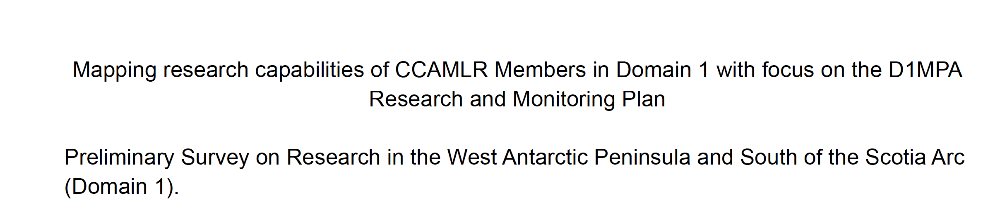 Mapping research capabilities of CCAMLR Members in Domain 1 with focus on the D1MPA
Research and Monitoring Plan
Preliminary Survey on Research in the West Antarctic Peninsula and South of the Scotia Arc
(Domain 1).